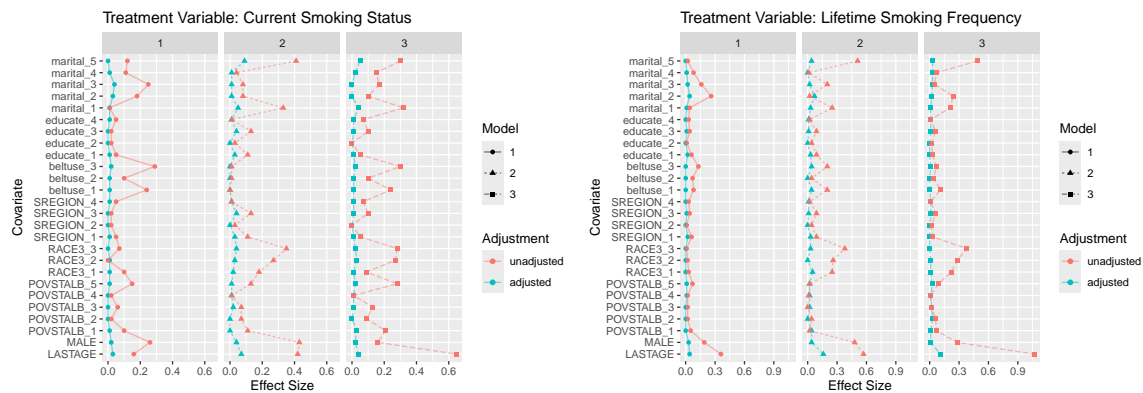 Treatment Variable: Current Smoking Status
1 2 3
marital_5
marital_4
marital_3
marital_2
marital_1
educate_4
educate_3
educate_2
educate_1
beltuse_3
beltuse_2
beltuse_1
SREGION_4
SREGION_3
SREGION_2
SREGION_1
RACE3_3
RACE3_2
RACE3_1
POVSTALB_5
POVSTALB_4
POVSTALB_3
POVSTALB_2
POVSTALB_1
MALE
LASTAGE
Covariate
0.0 0.2 0.4 0.6 0.0 0.2 0.4 0.6 0.0 0.2 0.4 0.6
Effect Size
Model
1
2
3
Adjustment
unadjusted
adjusted
Treatment Variable: Lifetime Smoking Frequency
1 2 3
marital_5
marital_4
marital_3
marital_2
marital_1
educate_4
educate_3
educate_2
educate_1
beltuse_3
beltuse_2
beltuse_1
SREGION_4
SREGION_3
SREGION_2
SREGION_1
RACE3_3
RACE3_2
RACE3_1
POVSTALB_5
POVSTALB_4
POVSTALB_3
POVSTALB_2
POVSTALB_1
MALE
LASTAGE
Covariate
0.0 0.3 0.6 0.9 0.0 0.3 0.6 0.9 0.0 0.3 0.6 0.9
Effect Size
Model
1
2
3
Adjustment
unadjusted
adjusted